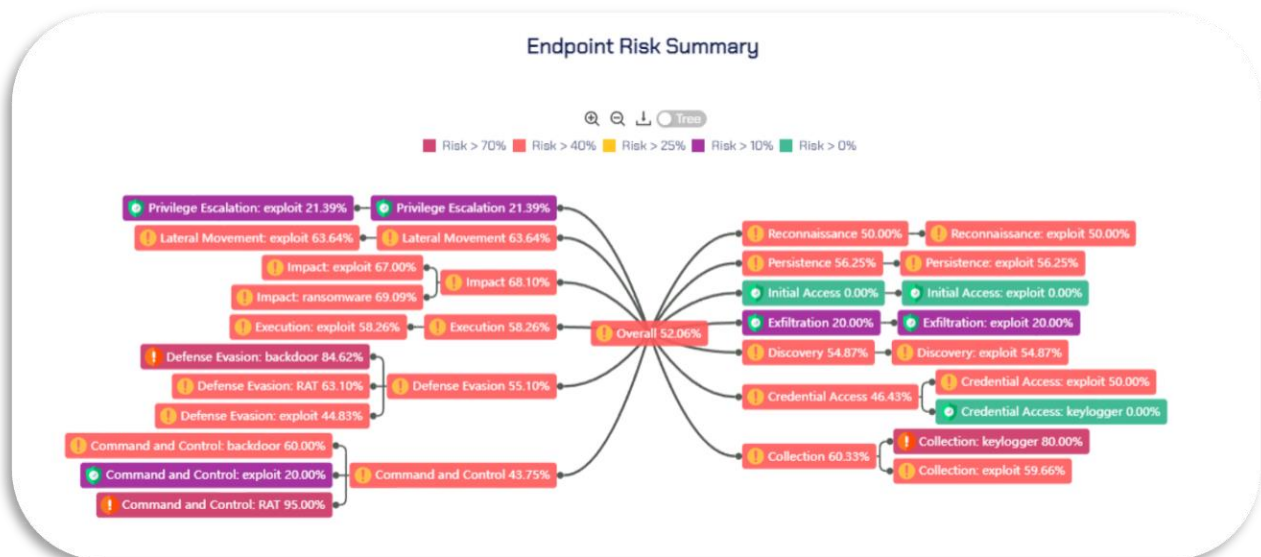 Endpoint Risk Summary
Tree
Risk > 70% Risk > 40% Risk > 25% Risk > 10% Risk > 0%
Privilege Escalation: exploit 21.39% Privilege Escalation 21.39%
Lateral Movement: exploit 63.64% Lateral Movement 63.64%
Impact: exploit 67.00%
Impact 68.10%
Impact: ransomware 69.09%
Execution: exploit 58.26% Execution 58.26%
Defense Evasion: backdoor 84.62%
Defense Evasion: RAT 63.10% Defense Evasion 55.10%
Defense Evasion: exploit 44.83%
Command and Control: backdoor 60.00%
Command and Control: exploit 20.00% Command and Control 43.75%
Command and Control: RAT 95.00%
Overall 52.06%
Reconnaissance 50.00% Reconnaissance: exploit 50.00%
Persistence 56.25% Persistence: exploit 56.25%
Initial Access 0.00% Initial Access: exploit 0.00%
Exfiltration 20.00% Exfiltration: exploit 20.00%
Discovery 54.87% Discovery: exploit 54.87%
Credential Access: exploit 50.00%
Credential Access 46.43%
Credential Access: keylogger 0.00%
Collection: keylogger 80.00%
Collection 60.33%
Collection: exploit 59.66%